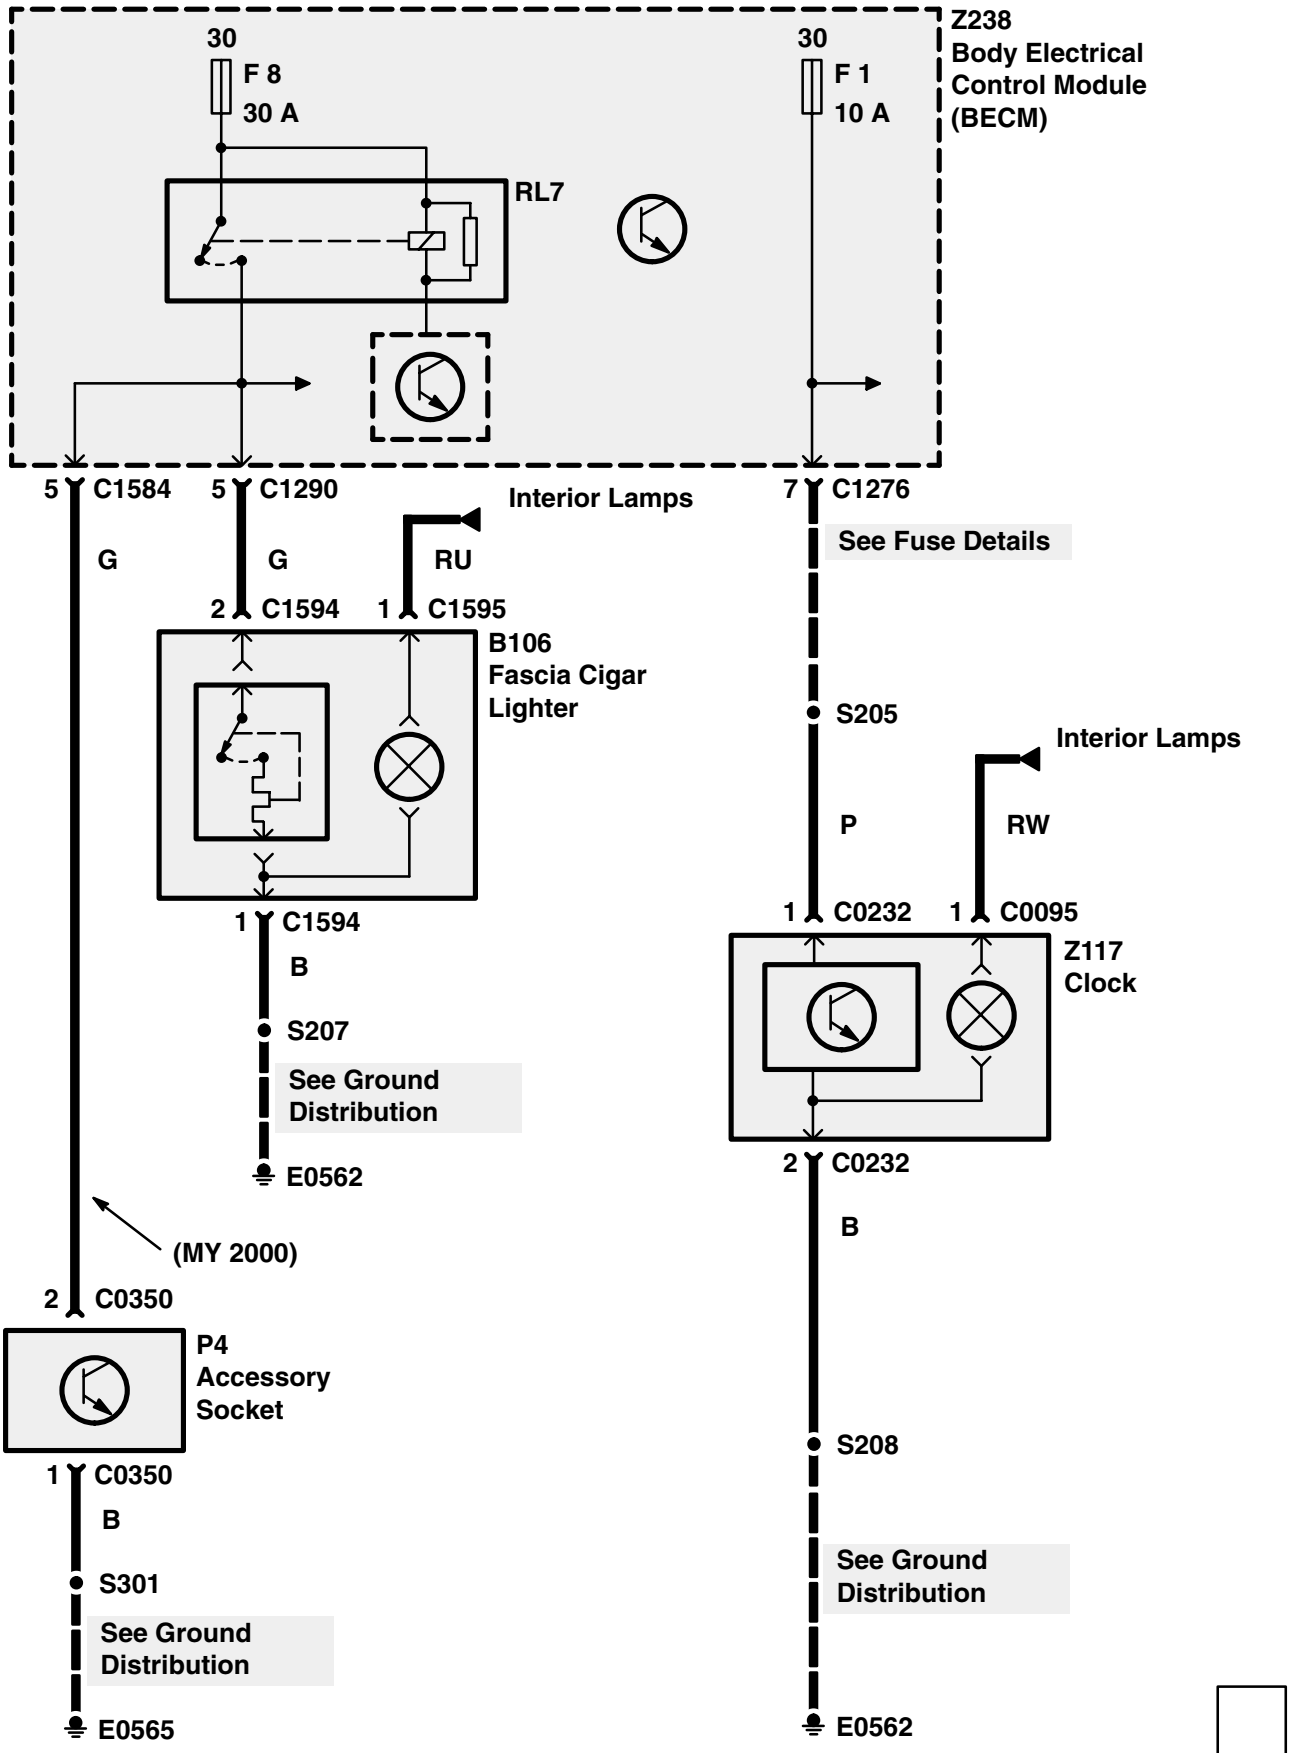 Z238
Body Electrical
Control Module
(BECM)
30
F 8
30 A
30
F 1
10 A
RL7
5 C1584
5 C1290
Interior Lamps
7 C1276
See Fuse Details
G
G
RU
2 C1594
1 C1595
B106
Fascia Cigar
Lighter
S205
Interior Lamps
P
RW
1 C1594
1 C0232
1 C0095
Z117
Clock
B
S207
See Ground
Distribution
E0562
2 C0232
B
(MY 2000)
2 C0350
P4
Accessory
Socket
S208
1 C0350
B
See Ground
Distribution
S301
See Ground
Distribution
E0565
E0562